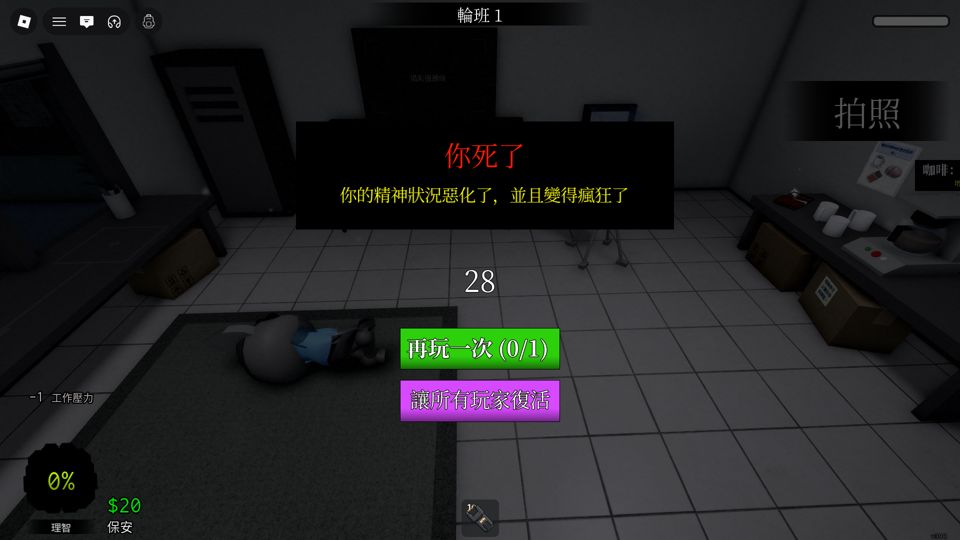 輪班 1
拍照
你死了
咖啡:
你的精神狀況惡化了，並且變得瘋狂了
28
再玩一次 (0/1)
讓所有玩家復活
-1 工作壓力
0%
$20
理智
保安
1